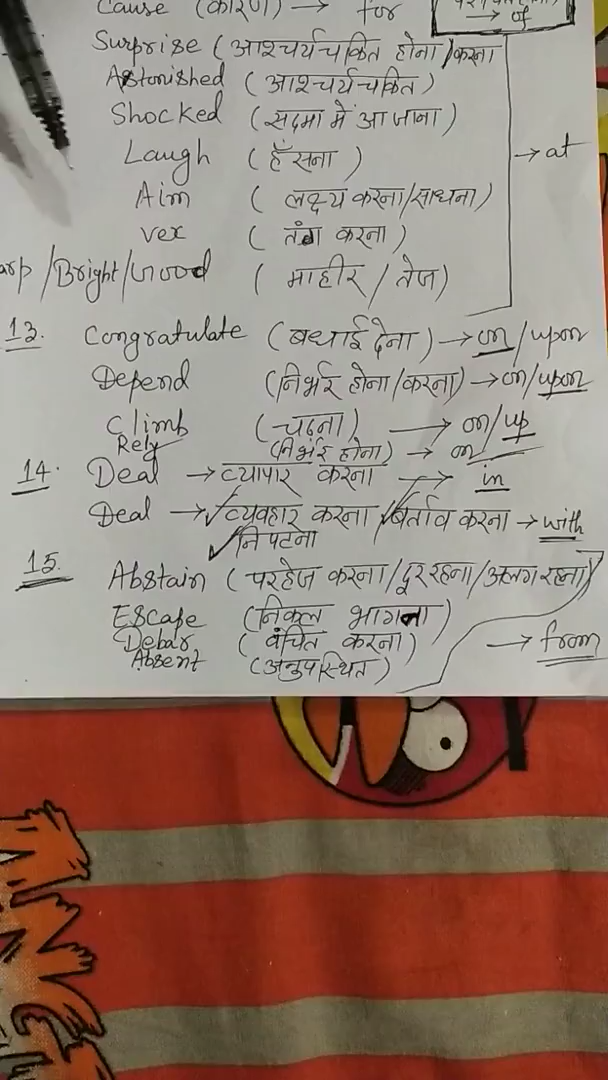 Cause (कारण) → for
→ of
Surprise (आश्चर्यचकित होना/करना
Astonished (आश्चर्यचकित)
Shocked (सदमा में आ जाना)
Laugh (हँसना)
→ at
Aim (लक्ष्य करना/साधना)
vex (तंग करना)
arp/Bright/Good (माहीर/तेज)
13. Congratulate (बधाई देना) → on/upon
Depend (निर्भर होना/करना) → on/upon
Climb (चढ़ना) → on/up
Rely (निर्भर होना) → on
14. Deal → व्यापार करना → in
Deal → व्यवहार करना बर्ताव करना → with
निपटना
15. Abstain (परहेज करना/दूर रहना/अलग रहना)
Escape (निकल भागना)
Debar (वंचित करना)
→ from
Absent (अनुपस्थित)